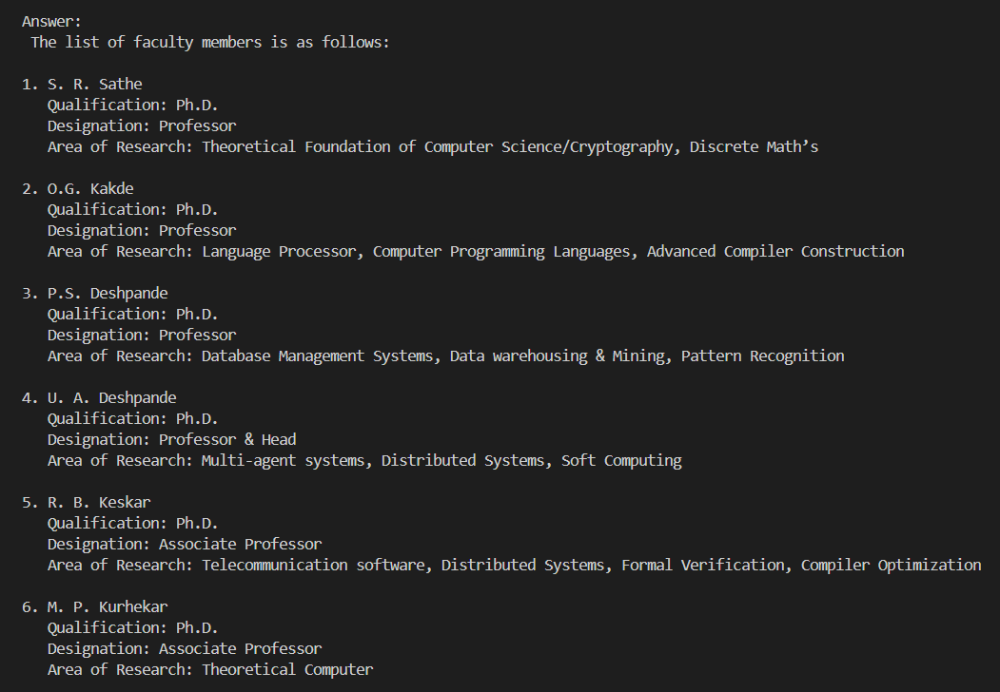 Answer:
The list of faculty members is as follows:
1. S. R. Sathe
Qualification: Ph.D.
Designation: Professor
Area of Research: Theoretical Foundation of Computer Science/Cryptography, Discrete Math’s
2. O.G. Kakde
Qualification: Ph.D.
Designation: Professor
Area of Research: Language Processor, Computer Programming Languages, Advanced Compiler Construction
3. P.S. Deshpande
Qualification: Ph.D.
Designation: Professor
Area of Research: Database Management Systems, Data warehousing & Mining, Pattern Recognition
4. U. A. Deshpande
Qualification: Ph.D.
Designation: Professor & Head
Area of Research: Multi-agent systems, Distributed Systems, Soft Computing
5. R. B. Keskar
Qualification: Ph.D.
Designation: Associate Professor
Area of Research: Telecommunication software, Distributed Systems, Formal Verification, Compiler Optimization
6. M. P. Kurhekar
Qualification: Ph.D.
Designation: Associate Professor
Area of Research: Theoretical Computer